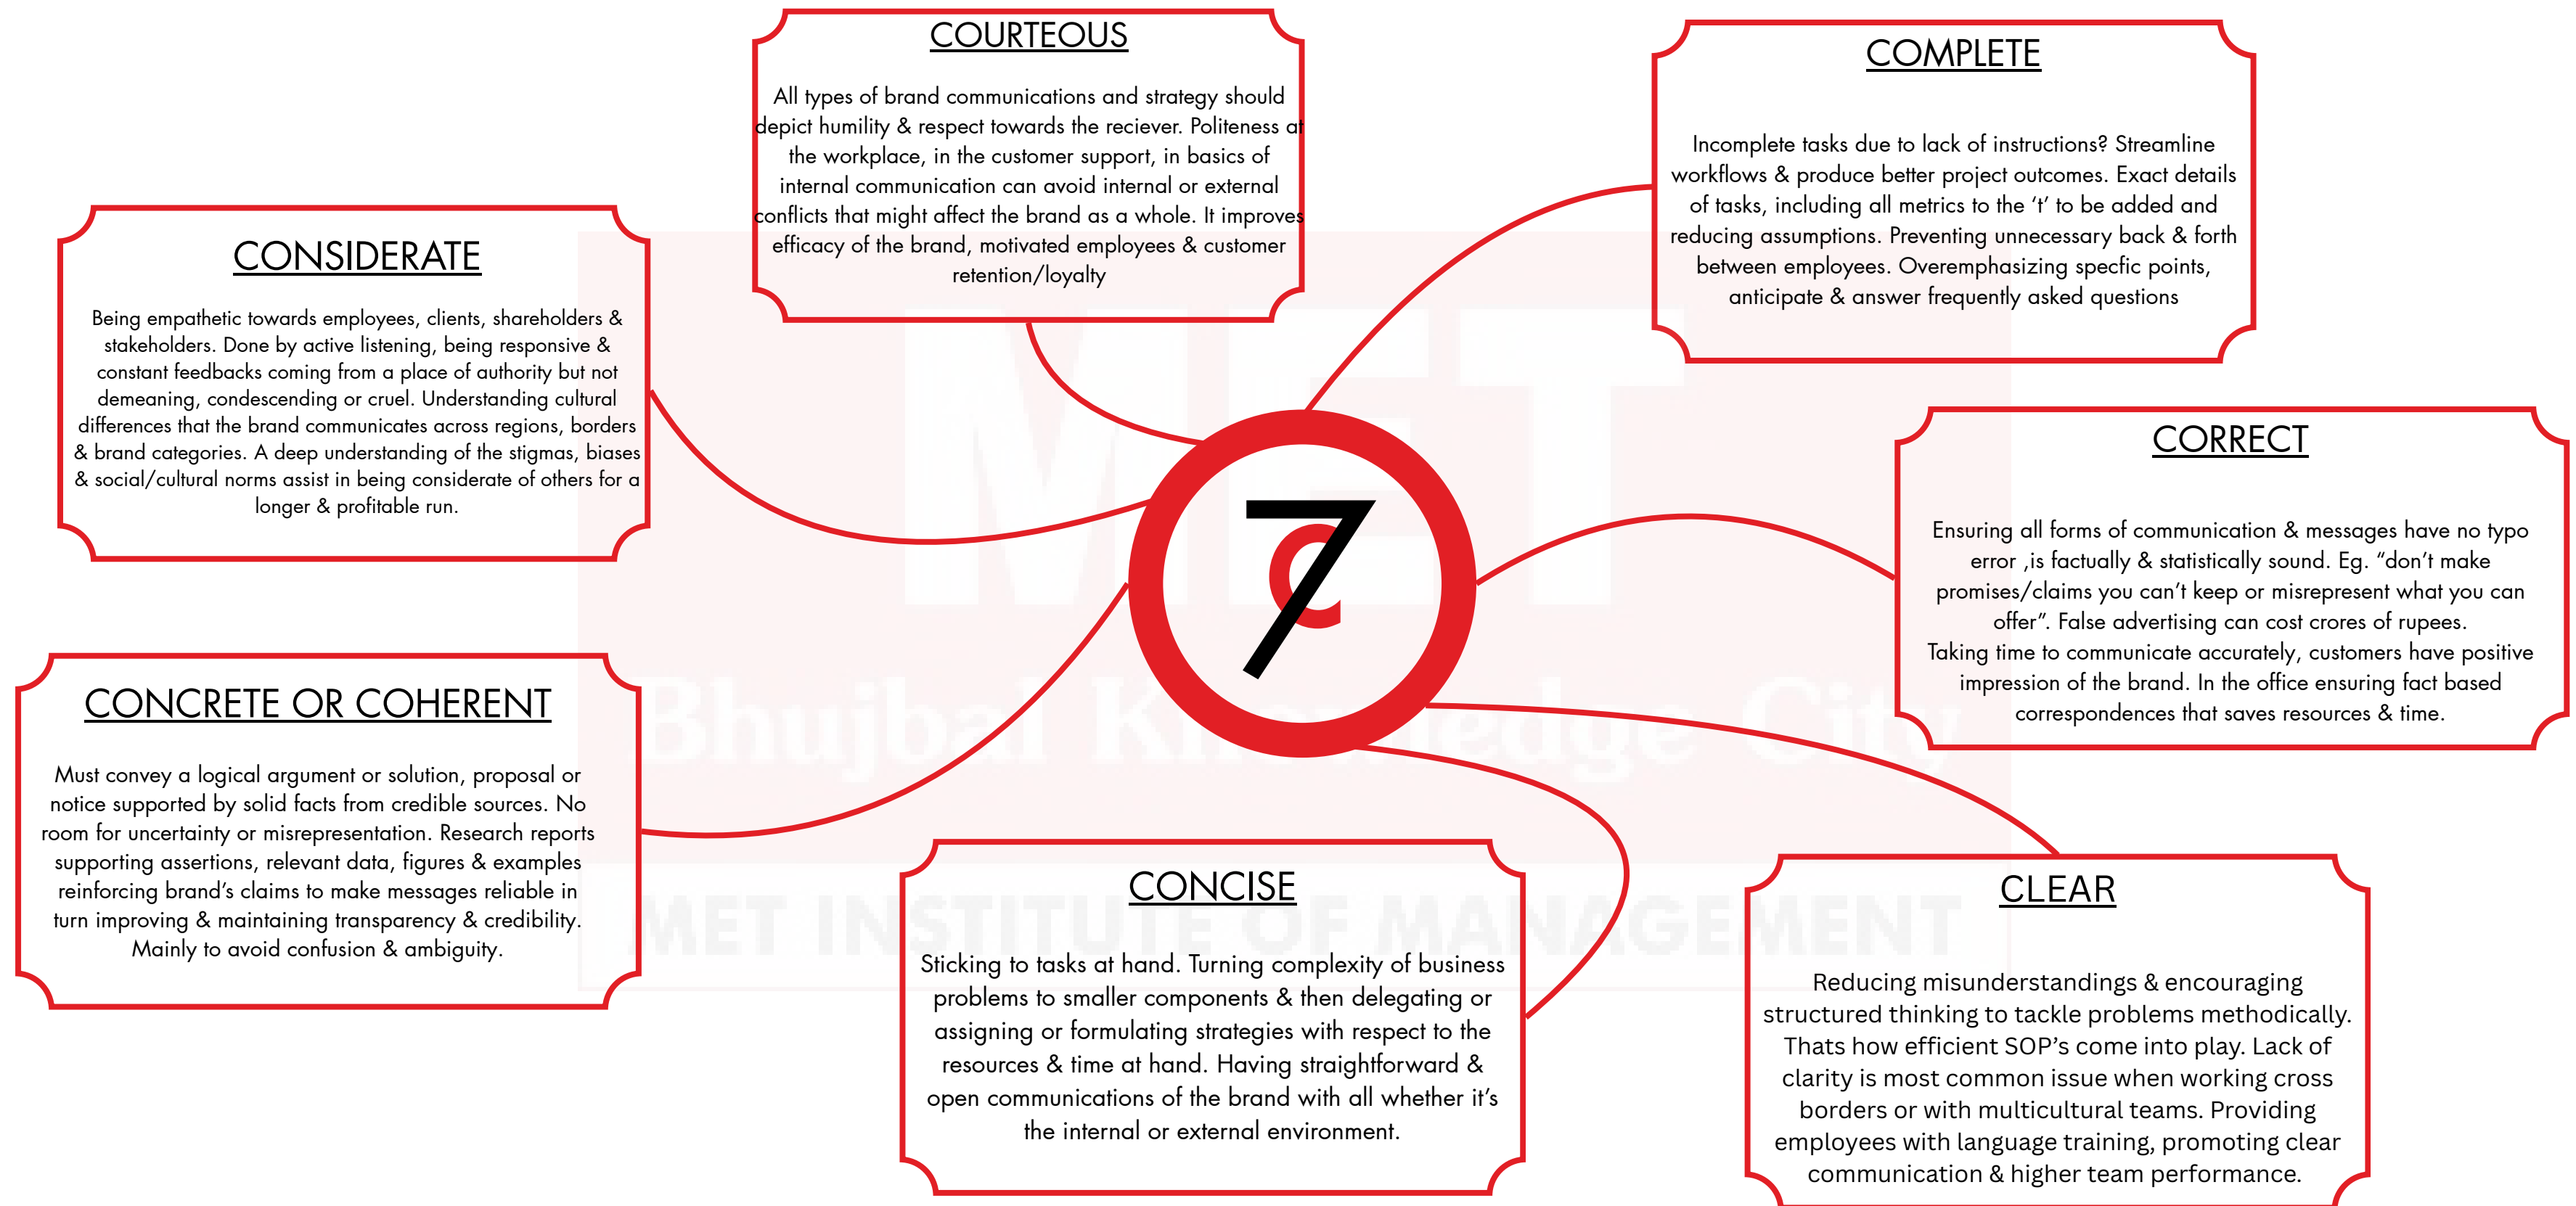 COURTEOUS
All types of brand communications and strategy should
depict humility & respect towards the reciever. Politeness at
the workplace, in the customer support, in basics of
internal communication can avoid internal or external
conflicts that might affect the brand as a whole. It improves
efficacy of the brand, motivated employees & customer
retention/loyalty
COMPLETE
Incomplete tasks due to lack of instructions? Streamline
workflows & produce better project outcomes. Exact details
of tasks, including all metrics to the ‘t’ to be added and
reducing assumptions. Preventing unnecessary back & forth
between employees. Overemphasizing specfic points,
anticipate & answer frequently asked questions
CONSIDERATE
Being empathetic towards employees, clients, shareholders &
stakeholders. Done by active listening, being responsive &
constant feedbacks coming from a place of authority but not
demeaning, condescending or cruel. Understanding cultural
differences that the brand communicates across regions, borders
& brand categories. A deep understanding of the stigmas, biases
& social/cultural norms assist in being considerate of others for a
longer & profitable run.
CORRECT
Ensuring all forms of communication & messages have no typo
error ,is factually & statistically sound. Eg. “don’t make
promises/claims you can’t keep or misrepresent what you can
offer”. False advertising can cost crores of rupees.
Taking time to communicate accurately, customers have positive
impression of the brand. In the office ensuring fact based
correspondences that saves resources & time.
7
C
CONCRETE OR COHERENT
Must convey a logical argument or solution, proposal or
notice supported by solid facts from credible sources. No
room for uncertainty or misrepresentation. Research reports
supporting assertions, relevant data, figures & examples
reinforcing brand’s claims to make messages reliable in
turn improving & maintaining transparency & credibility.
Mainly to avoid confusion & ambiguity.
CONCISE
Sticking to tasks at hand. Turning complexity of business
problems to smaller components & then delegating or
assigning or formulating strategies with respect to the
resources & time at hand. Having straightforward &
open communications of the brand with all whether it’s
the internal or external environment.
CLEAR
Reducing misunderstandings & encouraging
structured thinking to tackle problems methodically.
Thats how efficient SOP’s come into play. Lack of
clarity is most common issue when working cross
borders or with multicultural teams. Providing
employees with language training, promoting clear
communication & higher team performance.
MET
Bhujbal Knowledge City
MET INSTITUTE OF MANAGEMENT